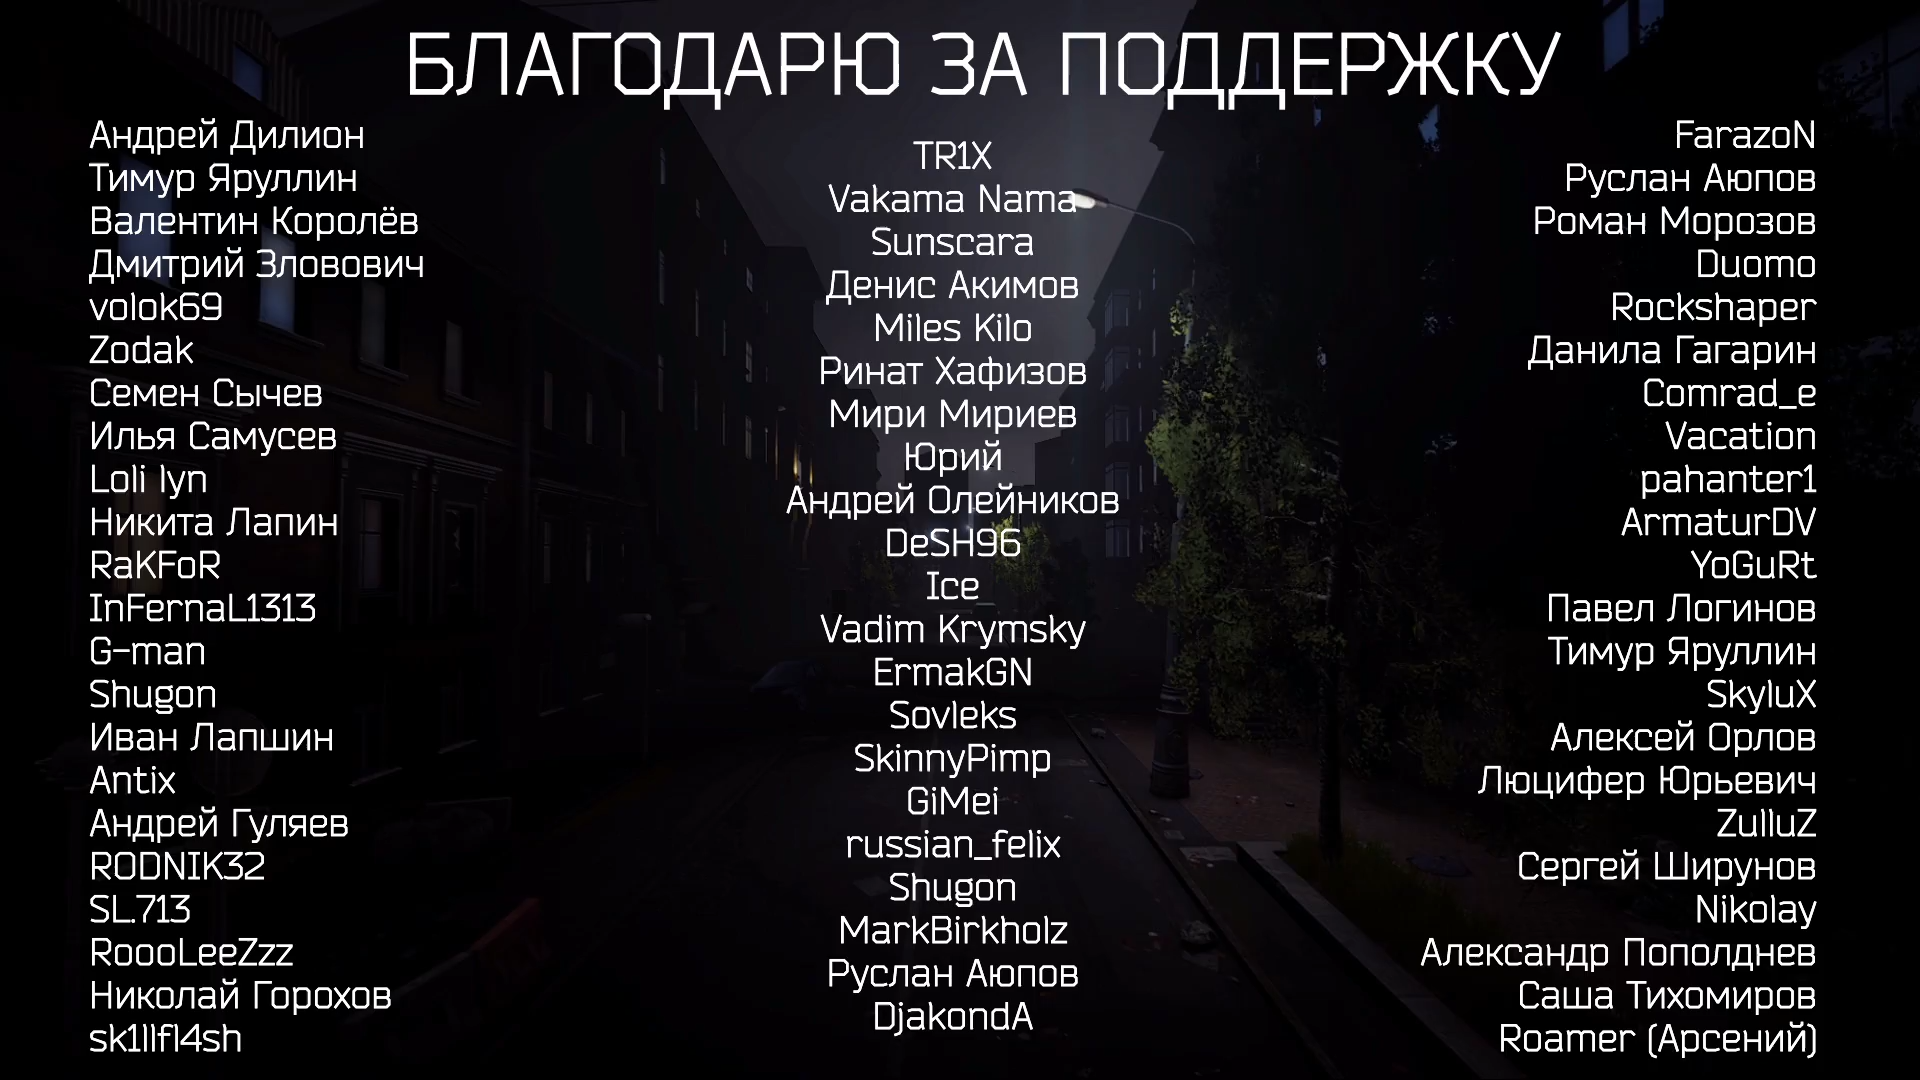 БЛАГОДАРЮ ЗА ПОДДЕРЖКУ
Андрей Дилион
Тимур Яруллин
Валентин Королёв
Дмитрий Зловович
volok69
Zodak
Семен Сычев
Илья Самусев
Loli lyn
Никита Лапин
RaKFoR
InFernaL1313
G-man
Shugon
Иван Лапшин
Antix
Андрей Гуляев
RODNIK32
SL.713
RoooLeeZzz
Николай Горохов
sk1llfl4sh
TR1X
Vakama Nama
Sunscara
Денис Акимов
Miles Kilo
Ринат Хафизов
Мири Мириев
Юрий
Андрей Олейников
DeSH96
Ice
Vadim Krymsky
ErmakGN
Sovleks
SkinnyPimp
GiMei
russian_felix
Shugon
MarkBirkholz
Руслан Аюпов
DjakondA
FarazoN
Руслан Аюпов
Роман Морозов
Duomo
Rockshaper
Данила Гагарин
Comrad_e
Vacation
pahanter1
ArmaturDV
YoGuRt
Павел Логинов
Тимур Яруллин
SkyluX
Алексей Орлов
Люцифер Юрьевич
ZulluZ
Сергей Ширунов
Nikolay
Александр Пополднев
Саша Тихомиров
Roamer (Арсений)